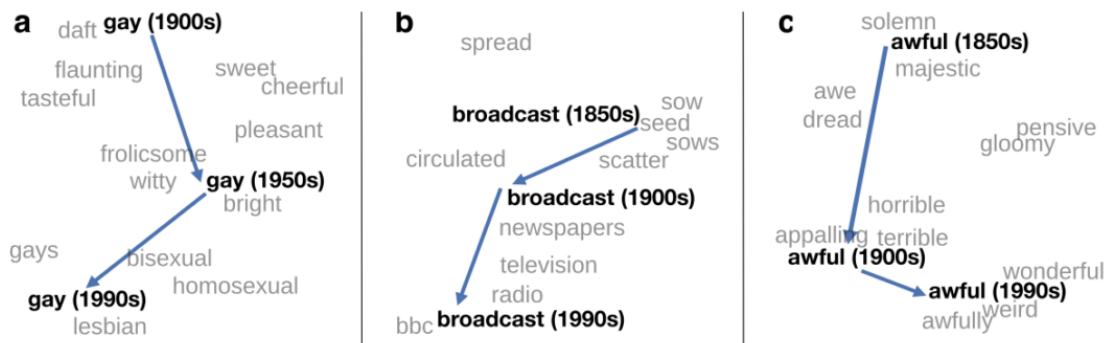 a
gay (1900s)
daft
flaunting
sweet
cheerful
tasteful
pleasant
frolicsome
witty
gay (1950s)
bright
gays
bisexual
homosexual
gay (1990s)
lesbian
b
spread
broadcast (1850s)
sow
seed
sows
circulated
scatter
broadcast (1900s)
newspapers
television
radio
bbc
broadcast (1990s)
c
solemn
awful (1850s)
majestic
awe
dread
pensive
gloomy
horrible
appalling
terrible
awful (1900s)
wonderful
awful (1990s)
weird
awfully